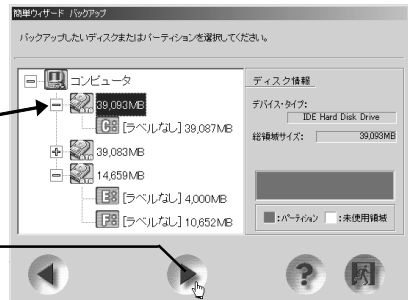 簡単ウィザード バックアップ
バックアップしたいディスクまたはパーティションを選択してください。
コンピュータ
39,093MB
C: [ラベルなし] 39,087MB
39,083MB
14,659MB
E: [ラベルなし] 4,000MB
F: [ラベルなし] 10,652MB
ディスク情報
デバイス・タイプ:
IDE Hard Disk Drive
総領域サイズ: 39,093MB
:パーティション :未使用領域
?